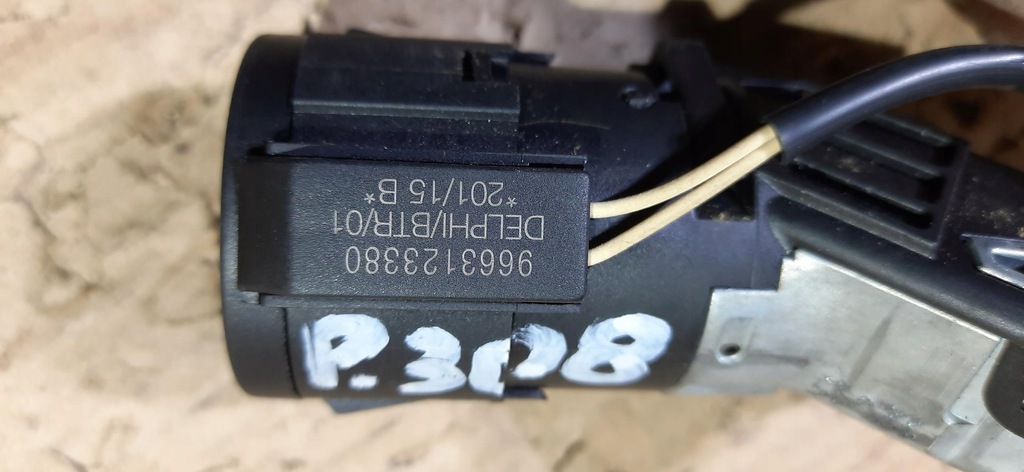 9663123380
DELPHI/BTR/01
*201/15 B*
P.308